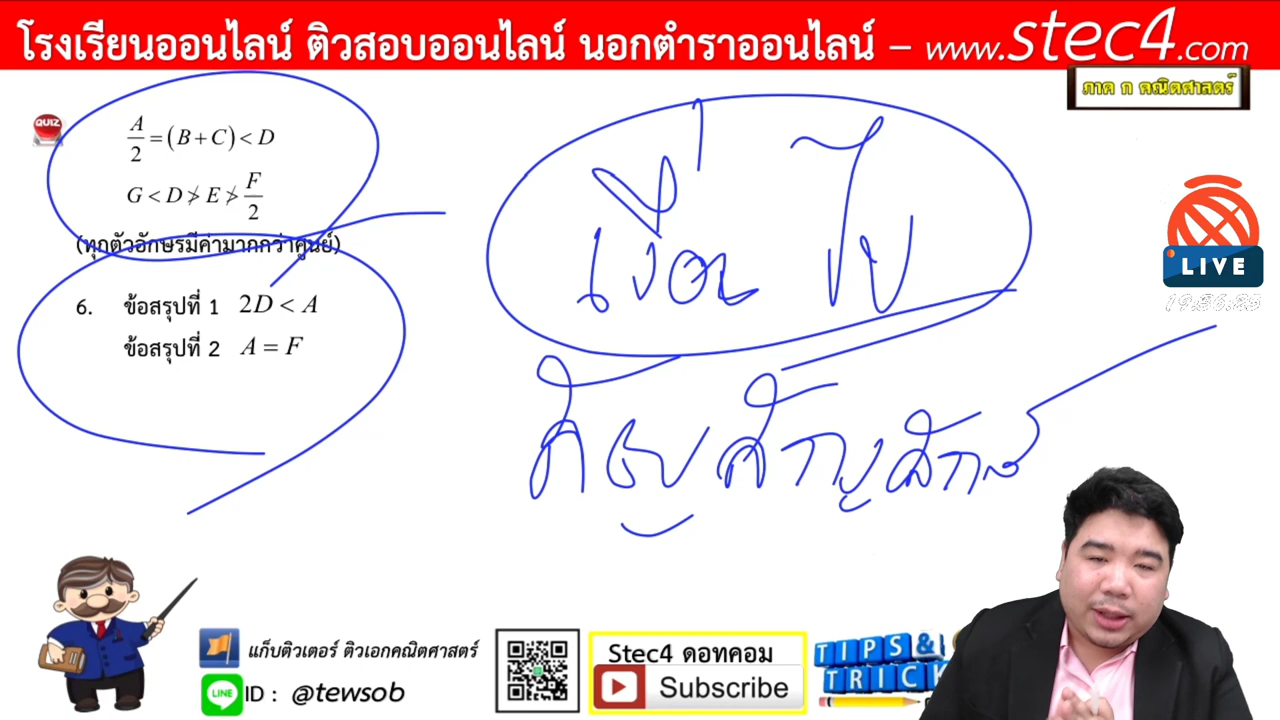 โรงเรียนออนไลน์ ติวสอบออนไลน์ นอกตำราออนไลน์ – www.stec4.com
ภาค ก คณิตศาสตร์
QUIZ
A/2 = (B+C) < D
G < D ≯ E ≯ F/2
(ทุกตัวอักษรมีค่ามากกว่าศูนย์)
6. ข้อสรุปที่ 1 2D < A
ข้อสรุปที่ 2 A = F
เงื่อนไข
สัญลักษณ์
LIVE
แก็บติวเตอร์ ติวเอกคณิตศาสตร์
LINE ID : @tewsob
Stec4 ดอทคอม
Subscribe
TIPS &
TRICK